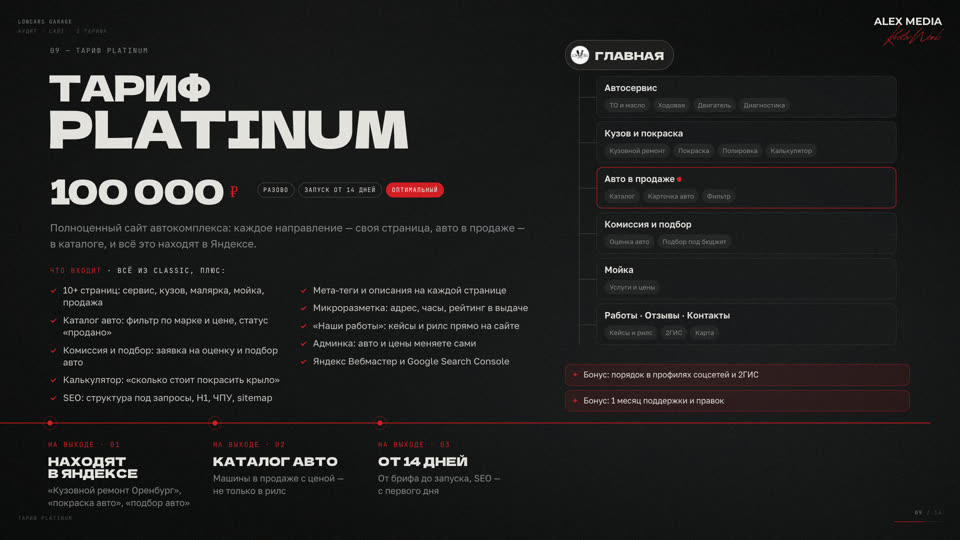 LOWCARS GARAGE
АУДИТ · САЙТ · 2 ТАРИФА
ALEX MEDIA
09 — ТАРИФ PLATINUM
ТАРИФ
PLATINUM
100 000 ₽
РАЗОВО
ЗАПУСК ОТ 14 ДНЕЙ
ОПТИМАЛЬНЫЙ
Полноценный сайт автокомплекса: каждое направление — своя страница, авто в продаже —
в каталоге, и всё это находят в Яндексе.
ЧТО ВХОДИТ · ВСЁ ИЗ CLASSIC, ПЛЮС:
10+ страниц: сервис, кузов, малярка, мойка,
продажа
Каталог авто: фильтр по марке и цене, статус
«продано»
Комиссия и подбор: заявка на оценку и подбор
авто
Калькулятор: «сколько стоит покрасить крыло»
SEO: структура под запросы, H1, ЧПУ, sitemap
Мета-теги и описания на каждой странице
Микроразметка: адрес, часы, рейтинг в выдаче
«Наши работы»: кейсы и рилс прямо на сайте
Админка: авто и цены меняете сами
Яндекс Вебмастер и Google Search Console
ГЛАВНАЯ
Автосервис
ТО и масло Ходовая Двигатель Диагностика
Кузов и покраска
Кузовной ремонт Покраска Полировка Калькулятор
Авто в продаже
Каталог Карточка авто Фильтр
Комиссия и подбор
Оценка авто Подбор под бюджет
Мойка
Услуги и цены
Работы · Отзывы · Контакты
Кейсы и рилс 2ГИС Карта
+ Бонус: порядок в профилях соцсетей и 2ГИС
+ Бонус: 1 месяц поддержки и правок
НА ВЫХОДЕ · 01
НАХОДЯТ
В ЯНДЕКСЕ
«Кузовной ремонт Оренбург»,
«покраска авто», «подбор авто»
НА ВЫХОДЕ · 02
КАТАЛОГ АВТО
Машины в продаже с ценой —
не только в рилс
НА ВЫХОДЕ · 03
ОТ 14 ДНЕЙ
От брифа до запуска, SEO —
с первого дня
ТАРИФ PLATINUM
09 / 14